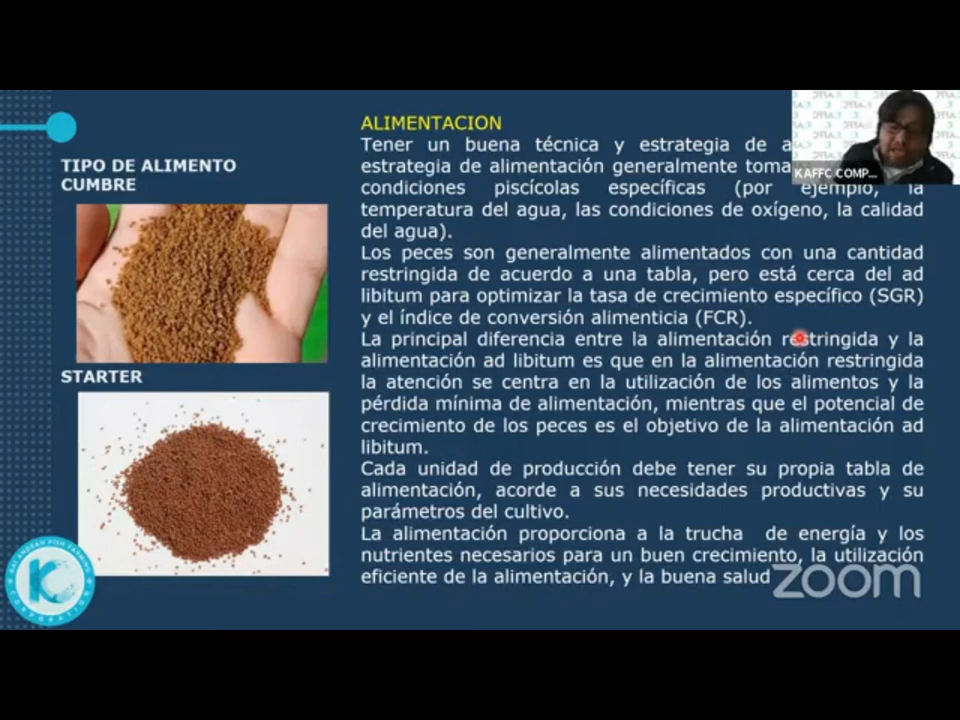 ALIMENTACION
Tener un buena técnica y estrategia de
estrategia de alimentación generalmente toma
condiciones piscícolas específicas (por ejemplo, la
temperatura del agua, las condiciones de oxígeno, la calidad
del agua).
Los peces son generalmente alimentados con una cantidad
restringida de acuerdo a una tabla, pero está cerca del ad
libitum para optimizar la tasa de crecimiento específico (SGR)
y el índice de conversión alimenticia (FCR).
La principal diferencia entre la alimentación restringida y la
alimentación ad libitum es que en la alimentación restringida
la atención se centra en la utilización de los alimentos y la
pérdida mínima de alimentación, mientras que el potencial de
crecimiento de los peces es el objetivo de la alimentación ad
libitum.
Cada unidad de producción debe tener su propia tabla de
alimentación, acorde a sus necesidades productivas y su
parámetros del cultivo.
La alimentación proporciona a la trucha de energía y los
nutrientes necesarios para un buen crecimiento, la utilización
eficiente de la alimentación, y la buena salud
TIPO DE ALIMENTO
CUMBRE
STARTER
KAFFC COMP...
zoom
K
CORPORATION